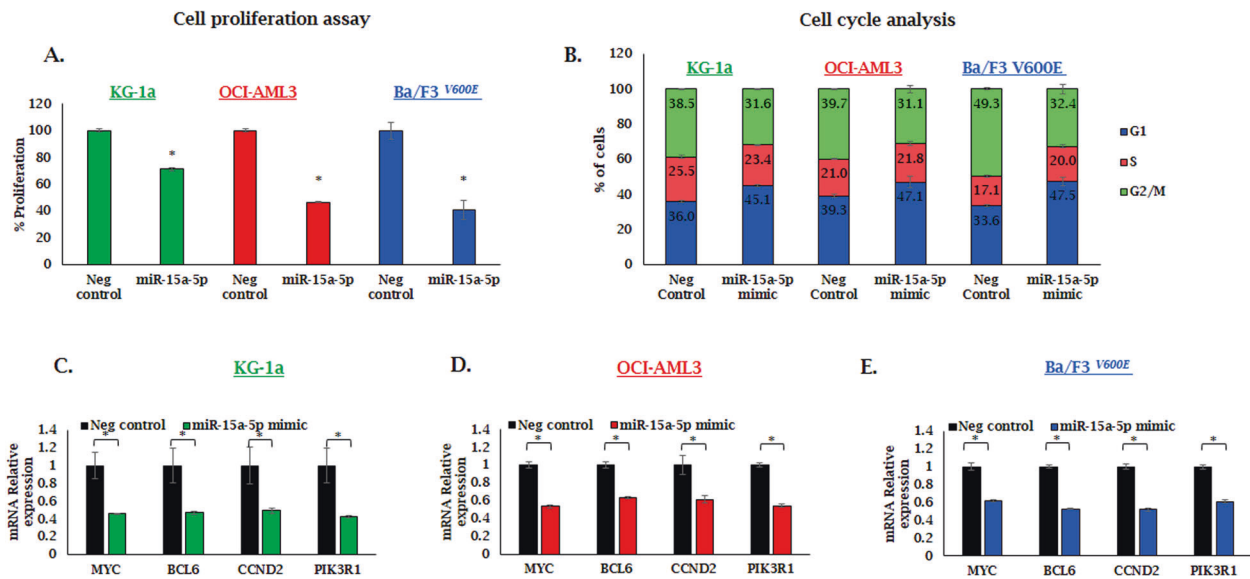 Cell proliferation assay
A.
KG-1a
OCI-AML3
Ba/F3 V600E
% Proliferation
120
100
80
60
40
20
0
Neg control
miR-15a-5p
Neg control
miR-15a-5p
Neg control
miR-15a-5p
Cell cycle analysis
B.
KG-1a
OCI-AML3
Ba/F3 V600E
% of cells
120
100
80
60
40
20
0
38.5
31.6
39.7
31.1
49.3
32.4
25.5
23.4
21.0
21.8
17.1
20.0
36.0
45.1
39.3
47.1
33.6
47.5
Neg Control
miR-15a-5p mimic
Neg Control
miR-15a-5p mimic
Neg Control
miR-15a-5p mimic
G1
S
G2/M
C.
KG-1a
Neg control
miR-15a-5p mimic
mRNA Relative expression
1.4
1.2
1
0.8
0.6
0.4
0.2
0
* * * *
MYC
BCL6
CCND2
PIK3R1
D.
OCI-AML3
Neg control
miR-15a-5p mimic
mRNA Relative expression
1.4
1.2
1
0.8
0.6
0.4
0.2
0
* * * *
MYC
BCL6
CCND2
PIK3R1
E.
Ba/F3 V600E
Neg control
miR-15a-5p mimic
mRNA Relative expression
1.4
1.2
1
0.8
0.6
0.4
0.2
0
* * * *
MYC
BCL6
CCND2
PIK3R1